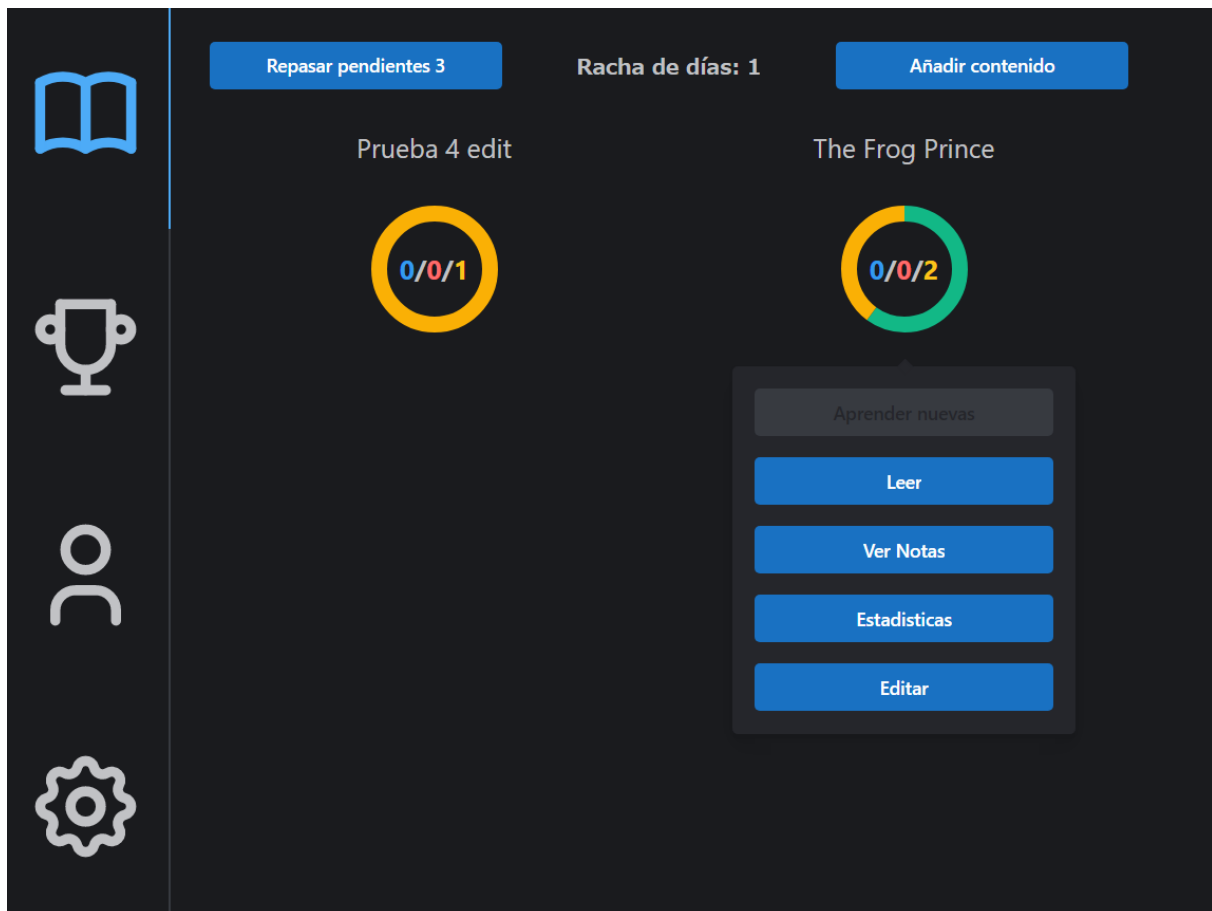 Repasar pendientes 3
Racha de días: 1
Añadir contenido
Prueba 4 edit
The Frog Prince
0/0/1
0/0/2
Aprender nuevas
Leer
Ver Notas
Estadisticas
Editar